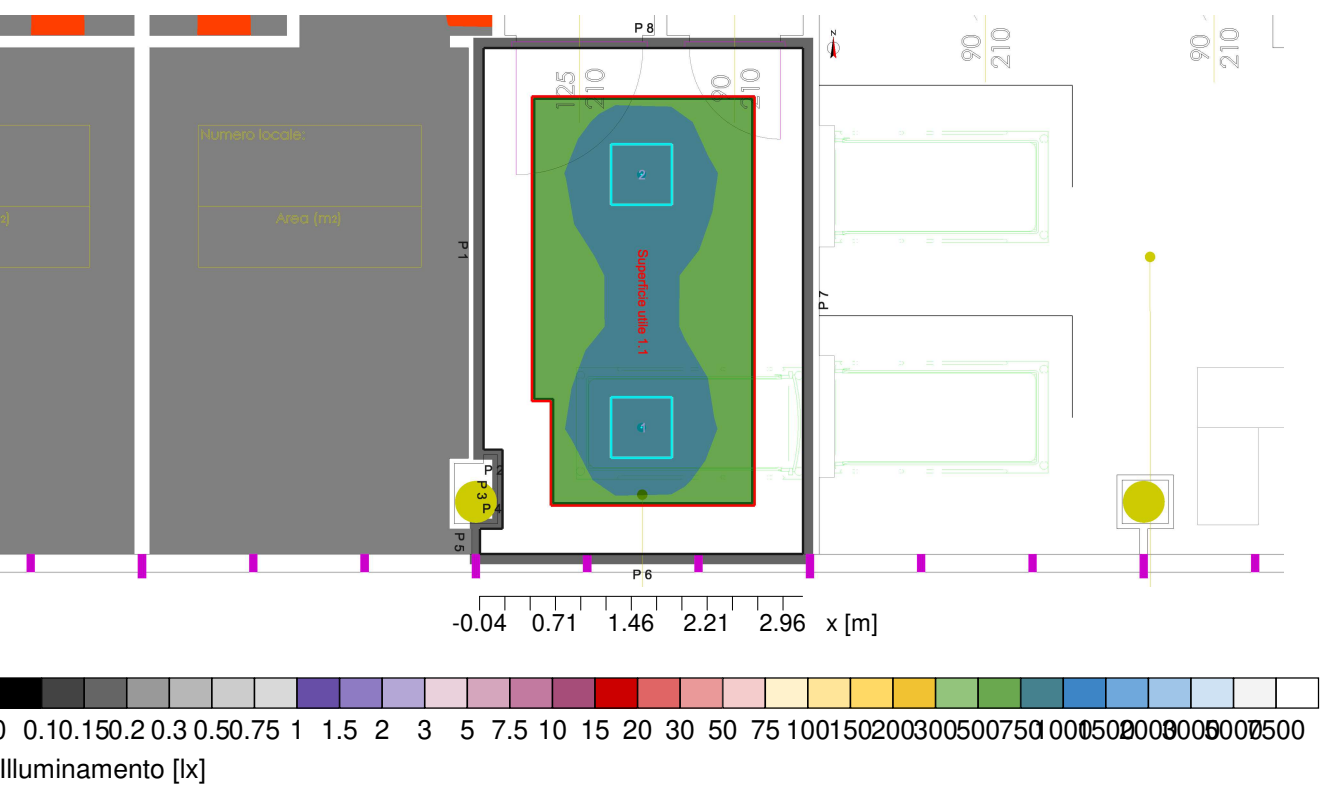 P 8
N
90
210
90
210
125
210
90
210
Numero locale:
Area (m2)
2)
P 1
2
Superficie utile 1.1
P 7
1
P 2
P 3
P 4
P 5
P 6
-0.04 0.71 1.46 2.21 2.96 x [m]
0 0.1 0.15 0.2 0.3 0.5 0.75 1 1.5 2 3 5 7.5 10 15 20 30 50 75 100 150 200 300 500 750 1000 1500 2000 3000 5000 7500
Illuminamento [lx]